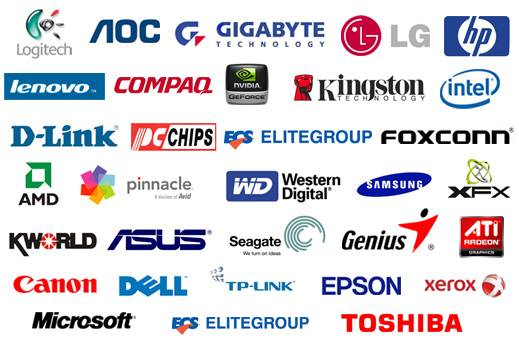 Logitech
AOC
GIGABYTE
TECHNOLOGY
LG LG
hp
lenovo
COMPAQ
NVIDIA
GEFORCE
Kingston
TECHNOLOGY
intel
D-Link
PCCHIPS
ECS ELITEGROUP
FOXCONN
AMD
pinnacle
A division of Avid
WD Western
Digital
SAMSUNG
XFX
KWORLD
ASUS
Seagate
We turn on ideas
Genius
ATI
RADEON
GRAPHICS
Canon
DELL
TP-LINK
EPSON
xerox
Microsoft
ECS ELITEGROUP
TOSHIBA